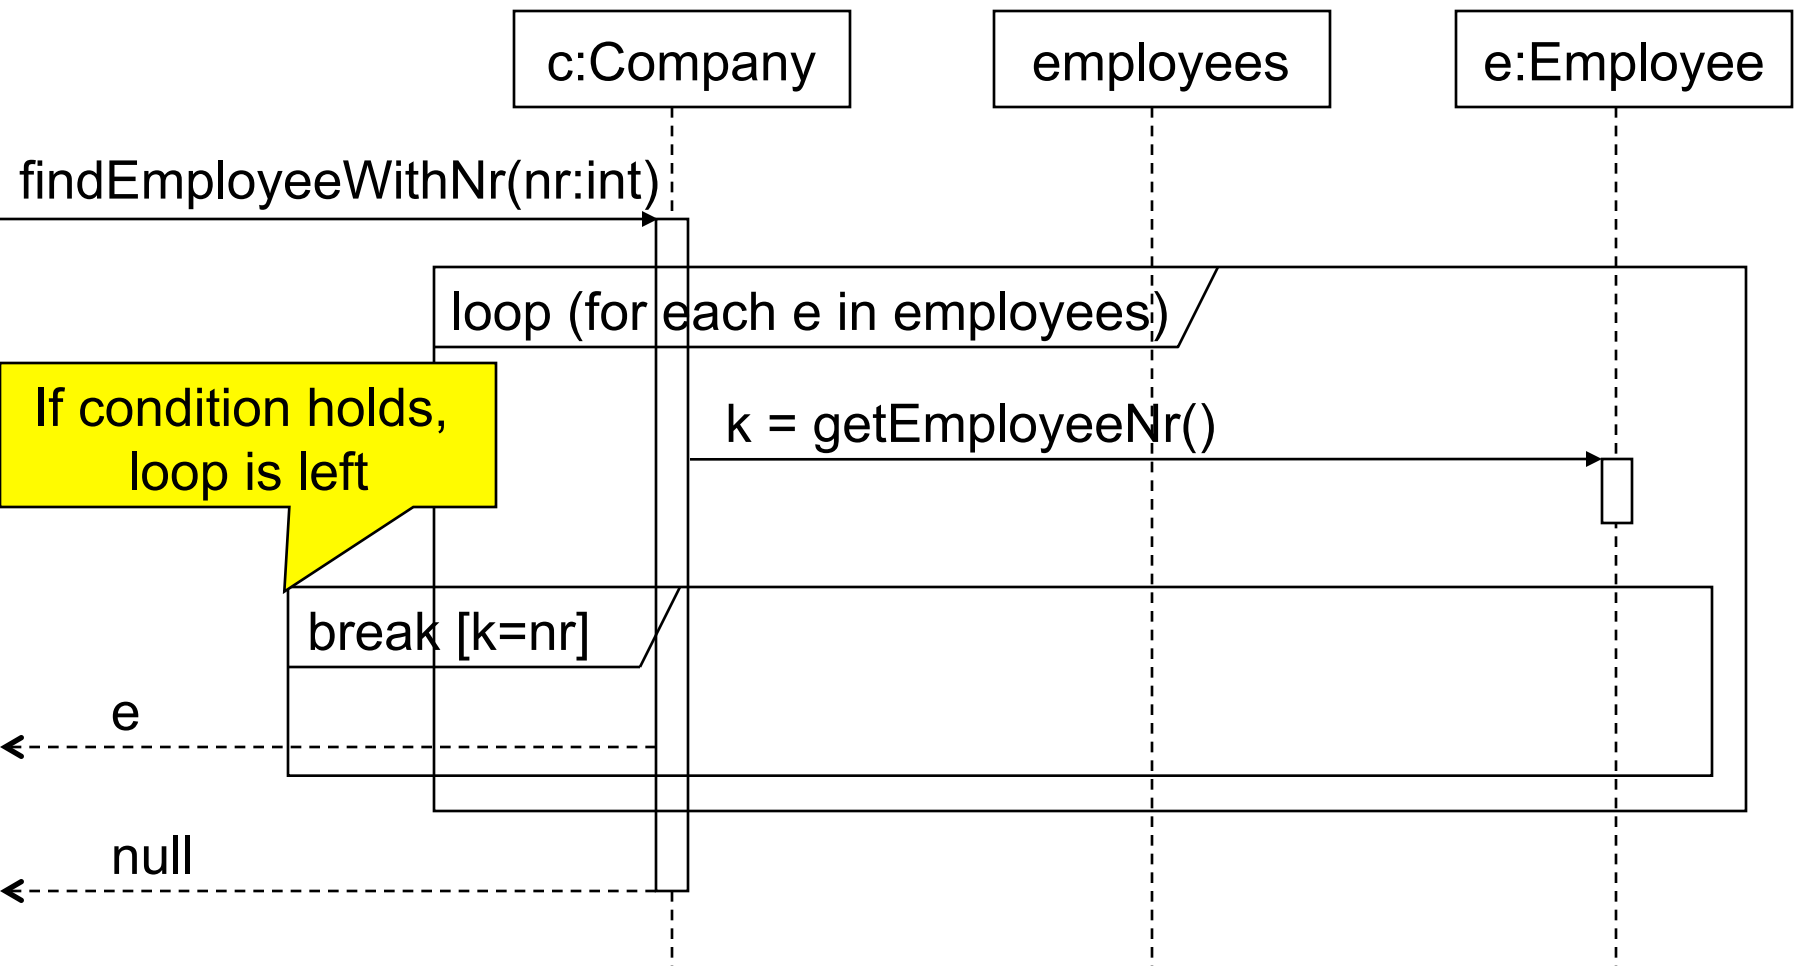 c:Company
employees
e:Employee
findEmployeeWithNr(nr:int)
loop (for each e in employees)
If condition holds,
loop is left
k = getEmployeeNr()
break [k=nr]
e
null